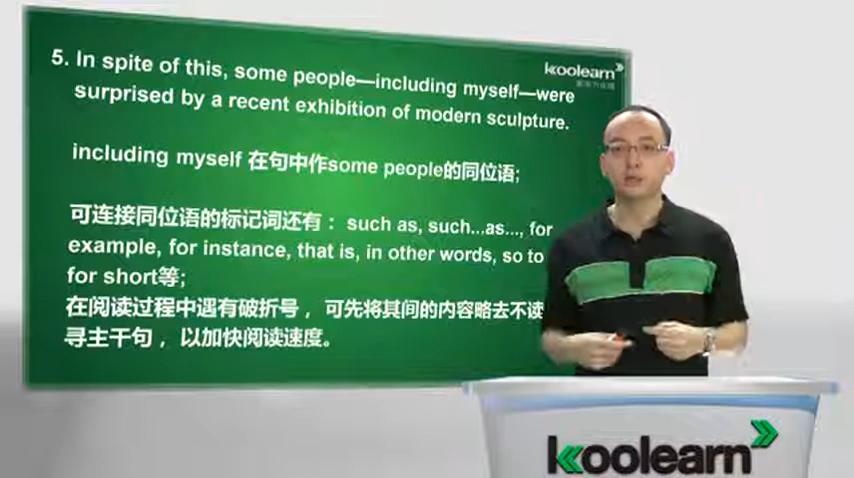 5. In spite of this, some people—including myself—were
surprised by a recent exhibition of modern sculpture.
including myself 在句中作some people的同位语;
可连接同位语的标记词还有： such as, such...as..., for
example, for instance, that is, in other words, so to
for short等;
在阅读过程中遇有破折号， 可先将其间的内容略去不读
寻主干句， 以加快阅读速度。
koolearn
koolearn